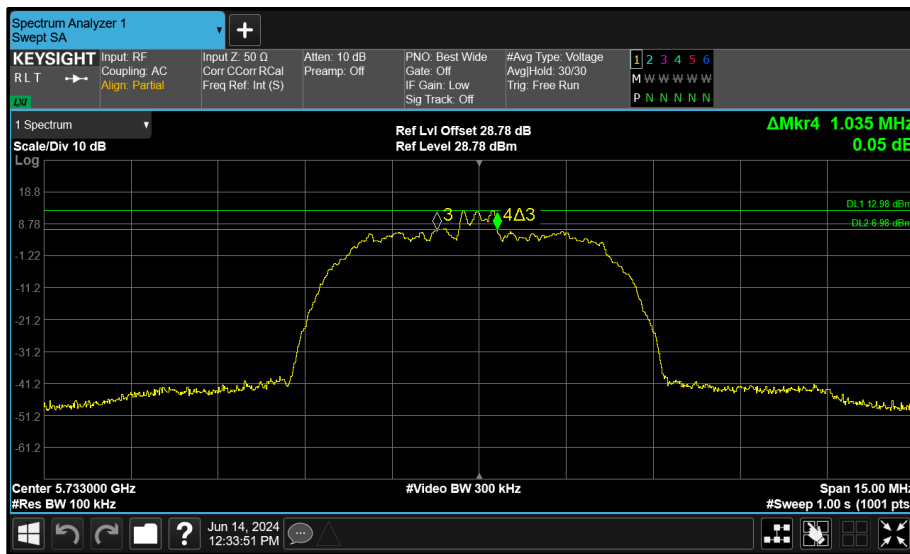 Spectrum Analyzer 1
Swept SA
KEYSIGHT
R L T
LXI
Input: RF
Coupling: AC
Align: Partial
Input Z: 50 Ω
Corr CCorr RCal
Freq Ref: Int (S)
Atten: 10 dB
Preamp: Off
PNO: Best Wide
Gate: Off
IF Gain: Low
Sig Track: Off
#Avg Type: Voltage
Avg|Hold: 30/30
Trig: Free Run
1 2 3 4 5 6
M W W W W W
P N N N N N
1 Spectrum
Scale/Div 10 dB
Ref Lvl Offset 28.78 dB
Ref Level 28.78 dBm
ΔMkr4 1.035 MHz
0.05 dB
Log
18.8
8.78
-1.22
-11.2
-21.2
-31.2
-41.2
-51.2
-61.2
3
4Δ3
DL1 12.98 dBm
DL2 6.98 dBm
Center 5.733000 GHz
#Video BW 300 kHz
Span 15.00 MHz
#Res BW 100 kHz
#Sweep 1.00 s (1001 pts
Jun 14, 2024
12:33:51 PM